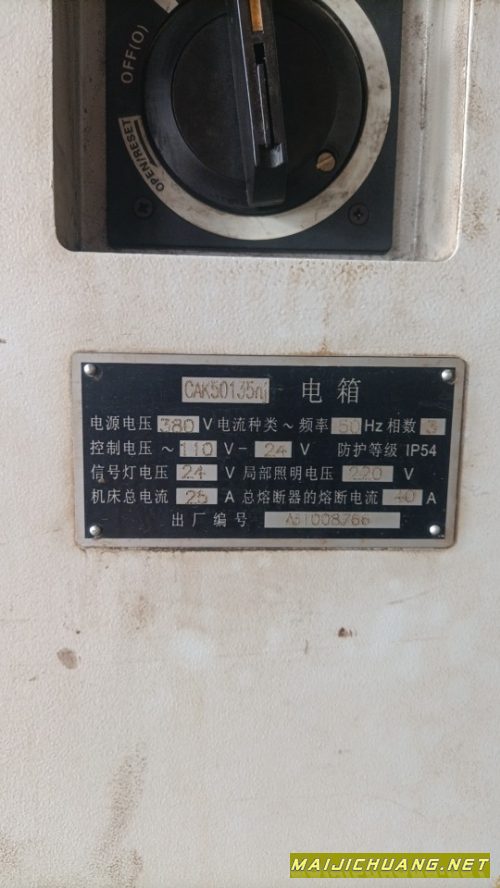 OFF(O)
OPEN/RESET
CAK50135nj 电箱
电源电压 380 V 电流种类 ~ 频率 50 Hz 相数 3
控制电压 ~ 110 V - 24 V 防护等级 IP54
信号灯电压 24 V 局部照明电压 220 V
机床总电流 25 A 总熔断器的熔断电流 40 A
出厂编号
MAIJICHUANG.NET